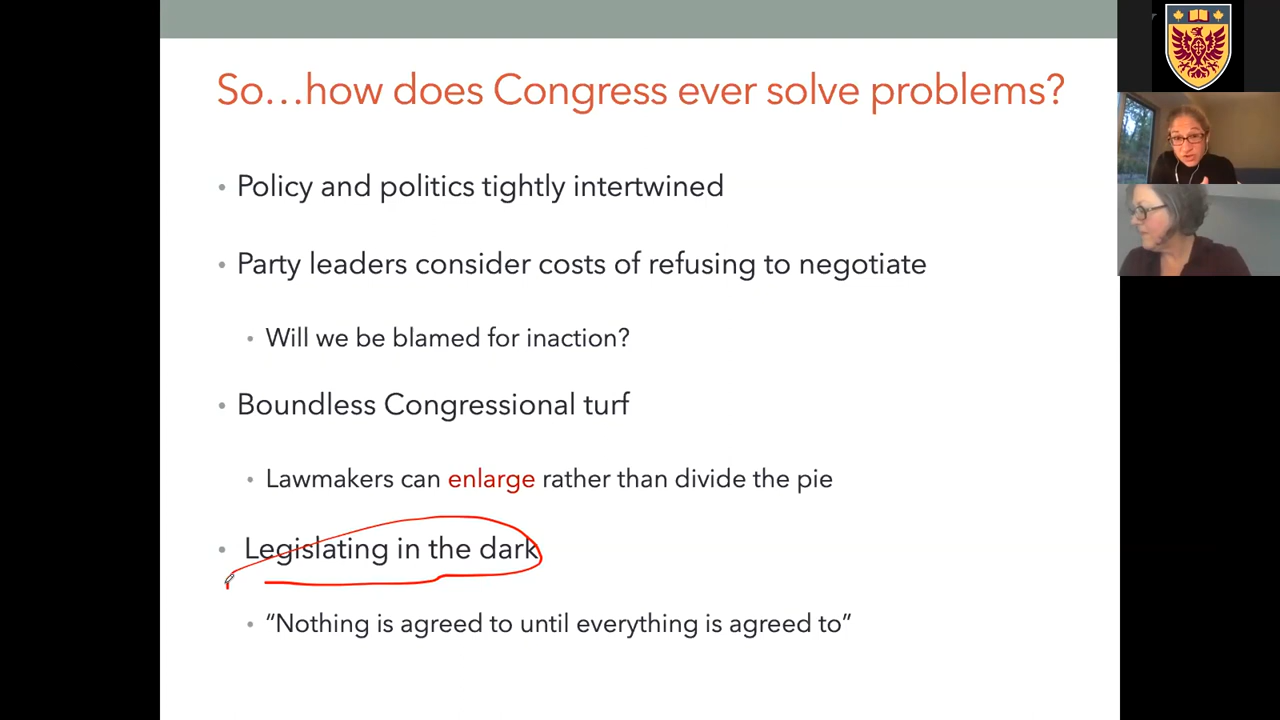 So…how does Congress ever solve problems?
• Policy and politics tightly intertwined
• Party leaders consider costs of refusing to negotiate
• Will we be blamed for inaction?
• Boundless Congressional turf
• Lawmakers can enlarge rather than divide the pie
• Legislating in the dark
• “Nothing is agreed to until everything is agreed to”